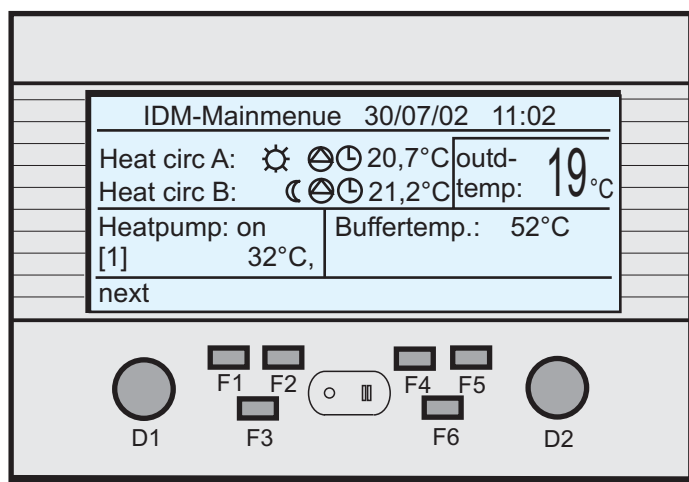 IDM-Mainmenue 30/07/02 11:02
Heat circ A: 20,7°C outd- 19°C
Heat circ B: 21,2°C temp:
Heatpump: on Buffertemp.: 52°C
[1] 32°C,
next
F1 F2 F4 F5
D1 F3 F6 D2